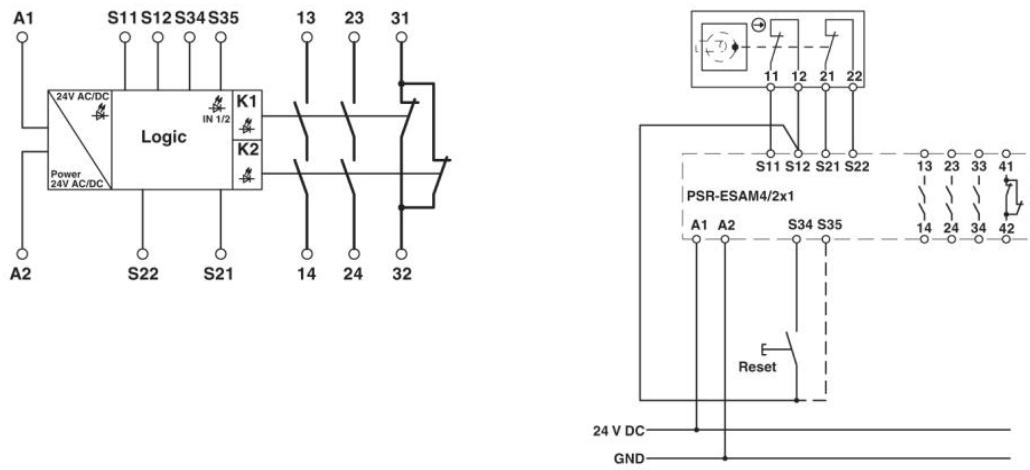 A1 S11 S12 S34 S35 13 23 31
24V AC/DC
IN 1/2
K1
Logic
K2
Power
24V AC/DC
A2 S22 S21 14 24 32
11 12 21 22
S11 S12 S21 S22 13 23 33 41
PSR-ESAM4/2x1
A1 A2 S34 S35 14 24 34 42
Reset
24 V DC
GND